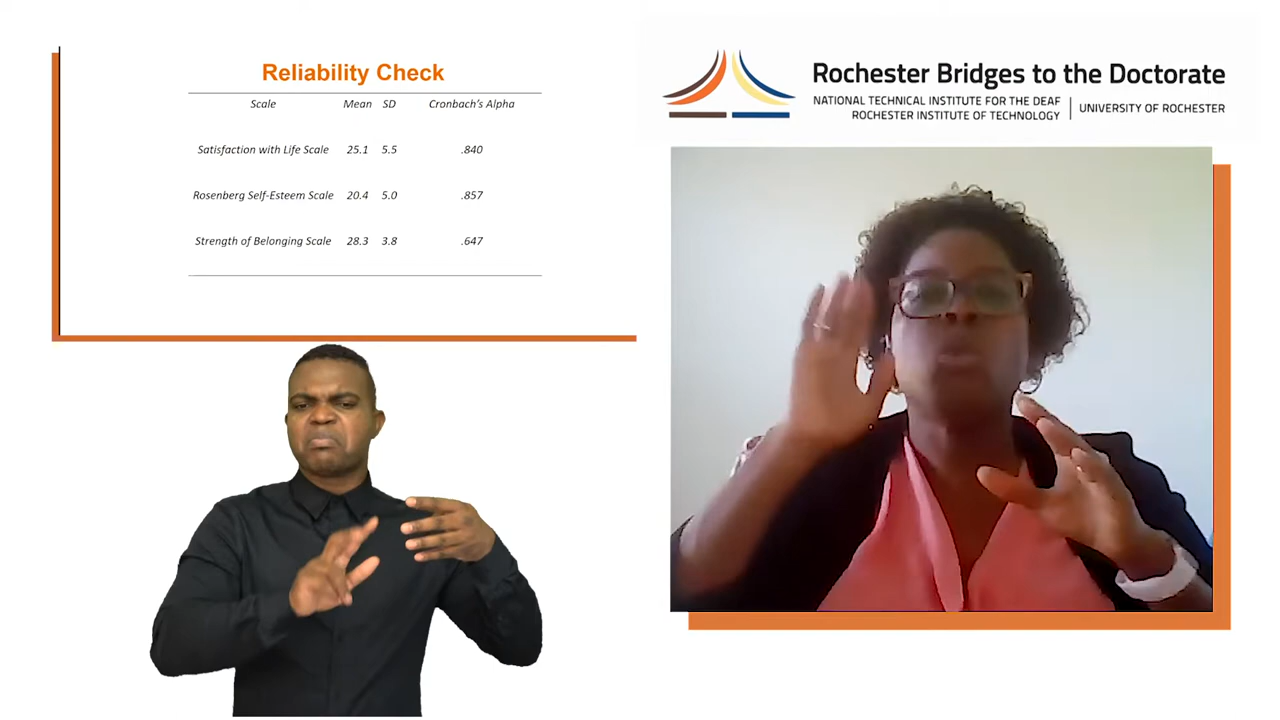 Reliability Check
Scale Mean SD Cronbach's Alpha
Satisfaction with Life Scale 25.1 5.5 .840
Rosenberg Self-Esteem Scale 20.4 5.0 .857
Strength of Belonging Scale 28.3 3.8 .647
Rochester Bridges to the Doctorate
NATIONAL TECHNICAL INSTITUTE FOR THE DEAF
ROCHESTER INSTITUTE OF TECHNOLOGY
UNIVERSITY OF ROCHESTER